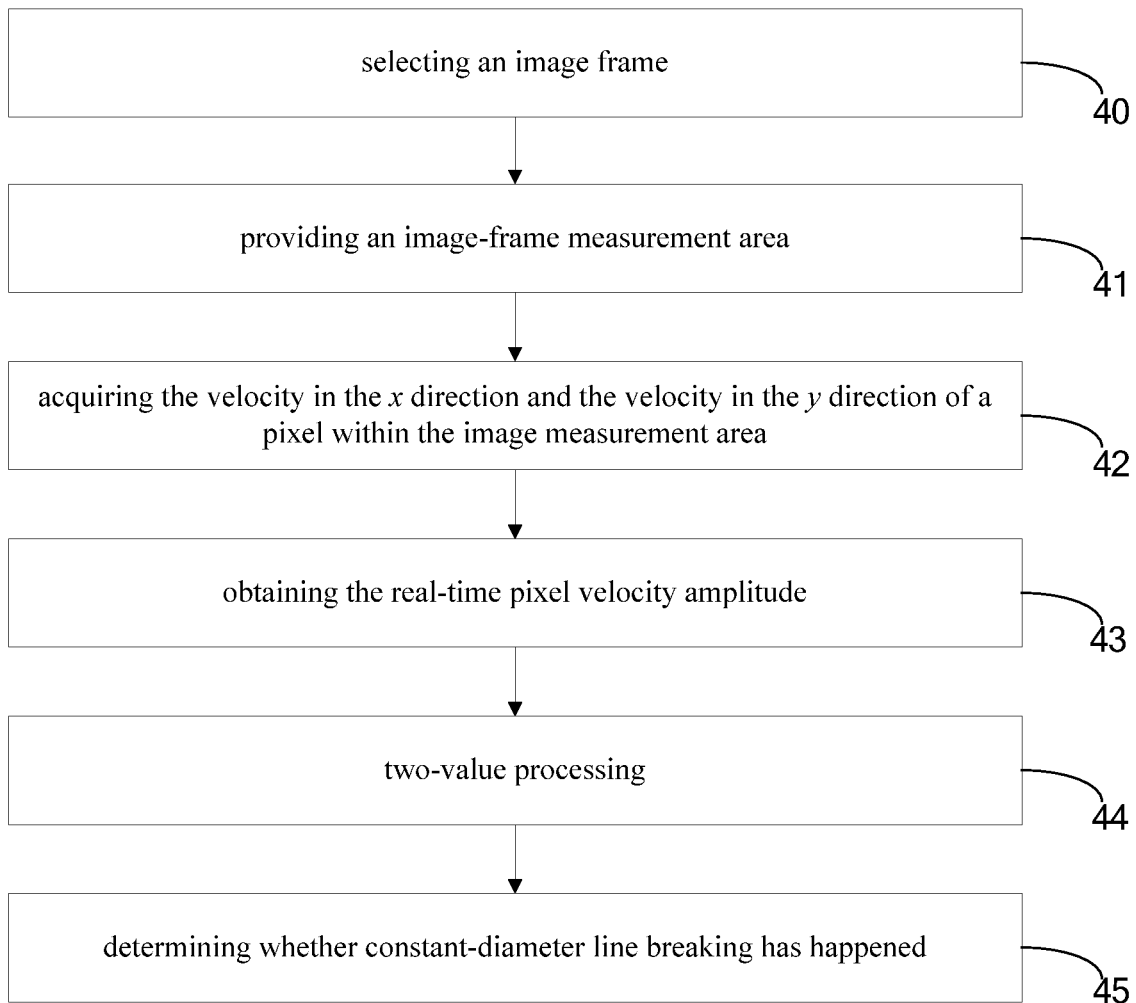 selecting an image frame
40
providing an image-frame measurement area
41
acquiring the velocity in the x direction and the velocity in the y direction of a
pixel within the image measurement area
42
obtaining the real-time pixel velocity amplitude
43
two-value processing
44
determining whether constant-diameter line breaking has happened
45